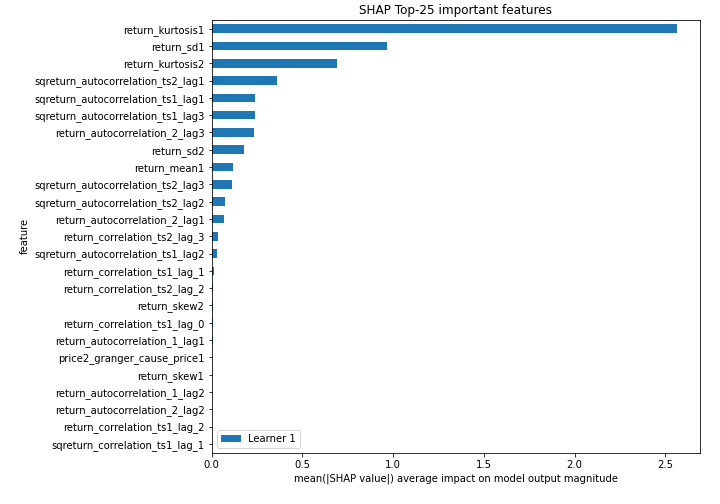 SHAP Top-25 important features
return_kurtosis1
return_sd1
return_kurtosis2
sqreturn_autocorrelation_ts2_lag1
sqreturn_autocorrelation_ts1_lag1
sqreturn_autocorrelation_ts1_lag3
return_autocorrelation_2_lag3
return_sd2
return_mean1
sqreturn_autocorrelation_ts2_lag3
sqreturn_autocorrelation_ts2_lag2
return_autocorrelation_2_lag1
return_correlation_ts2_lag_3
sqreturn_autocorrelation_ts1_lag2
return_correlation_ts1_lag_1
return_correlation_ts2_lag_2
return_skew2
return_correlation_ts1_lag_0
return_autocorrelation_1_lag1
price2_granger_cause_price1
return_skew1
return_autocorrelation_1_lag2
return_autocorrelation_2_lag2
return_correlation_ts1_lag_2
sqreturn_correlation_ts1_lag_1
feature
Learner 1
0.0 0.5 1.0 1.5 2.0 2.5
mean(|SHAP value|) average impact on model output magnitude